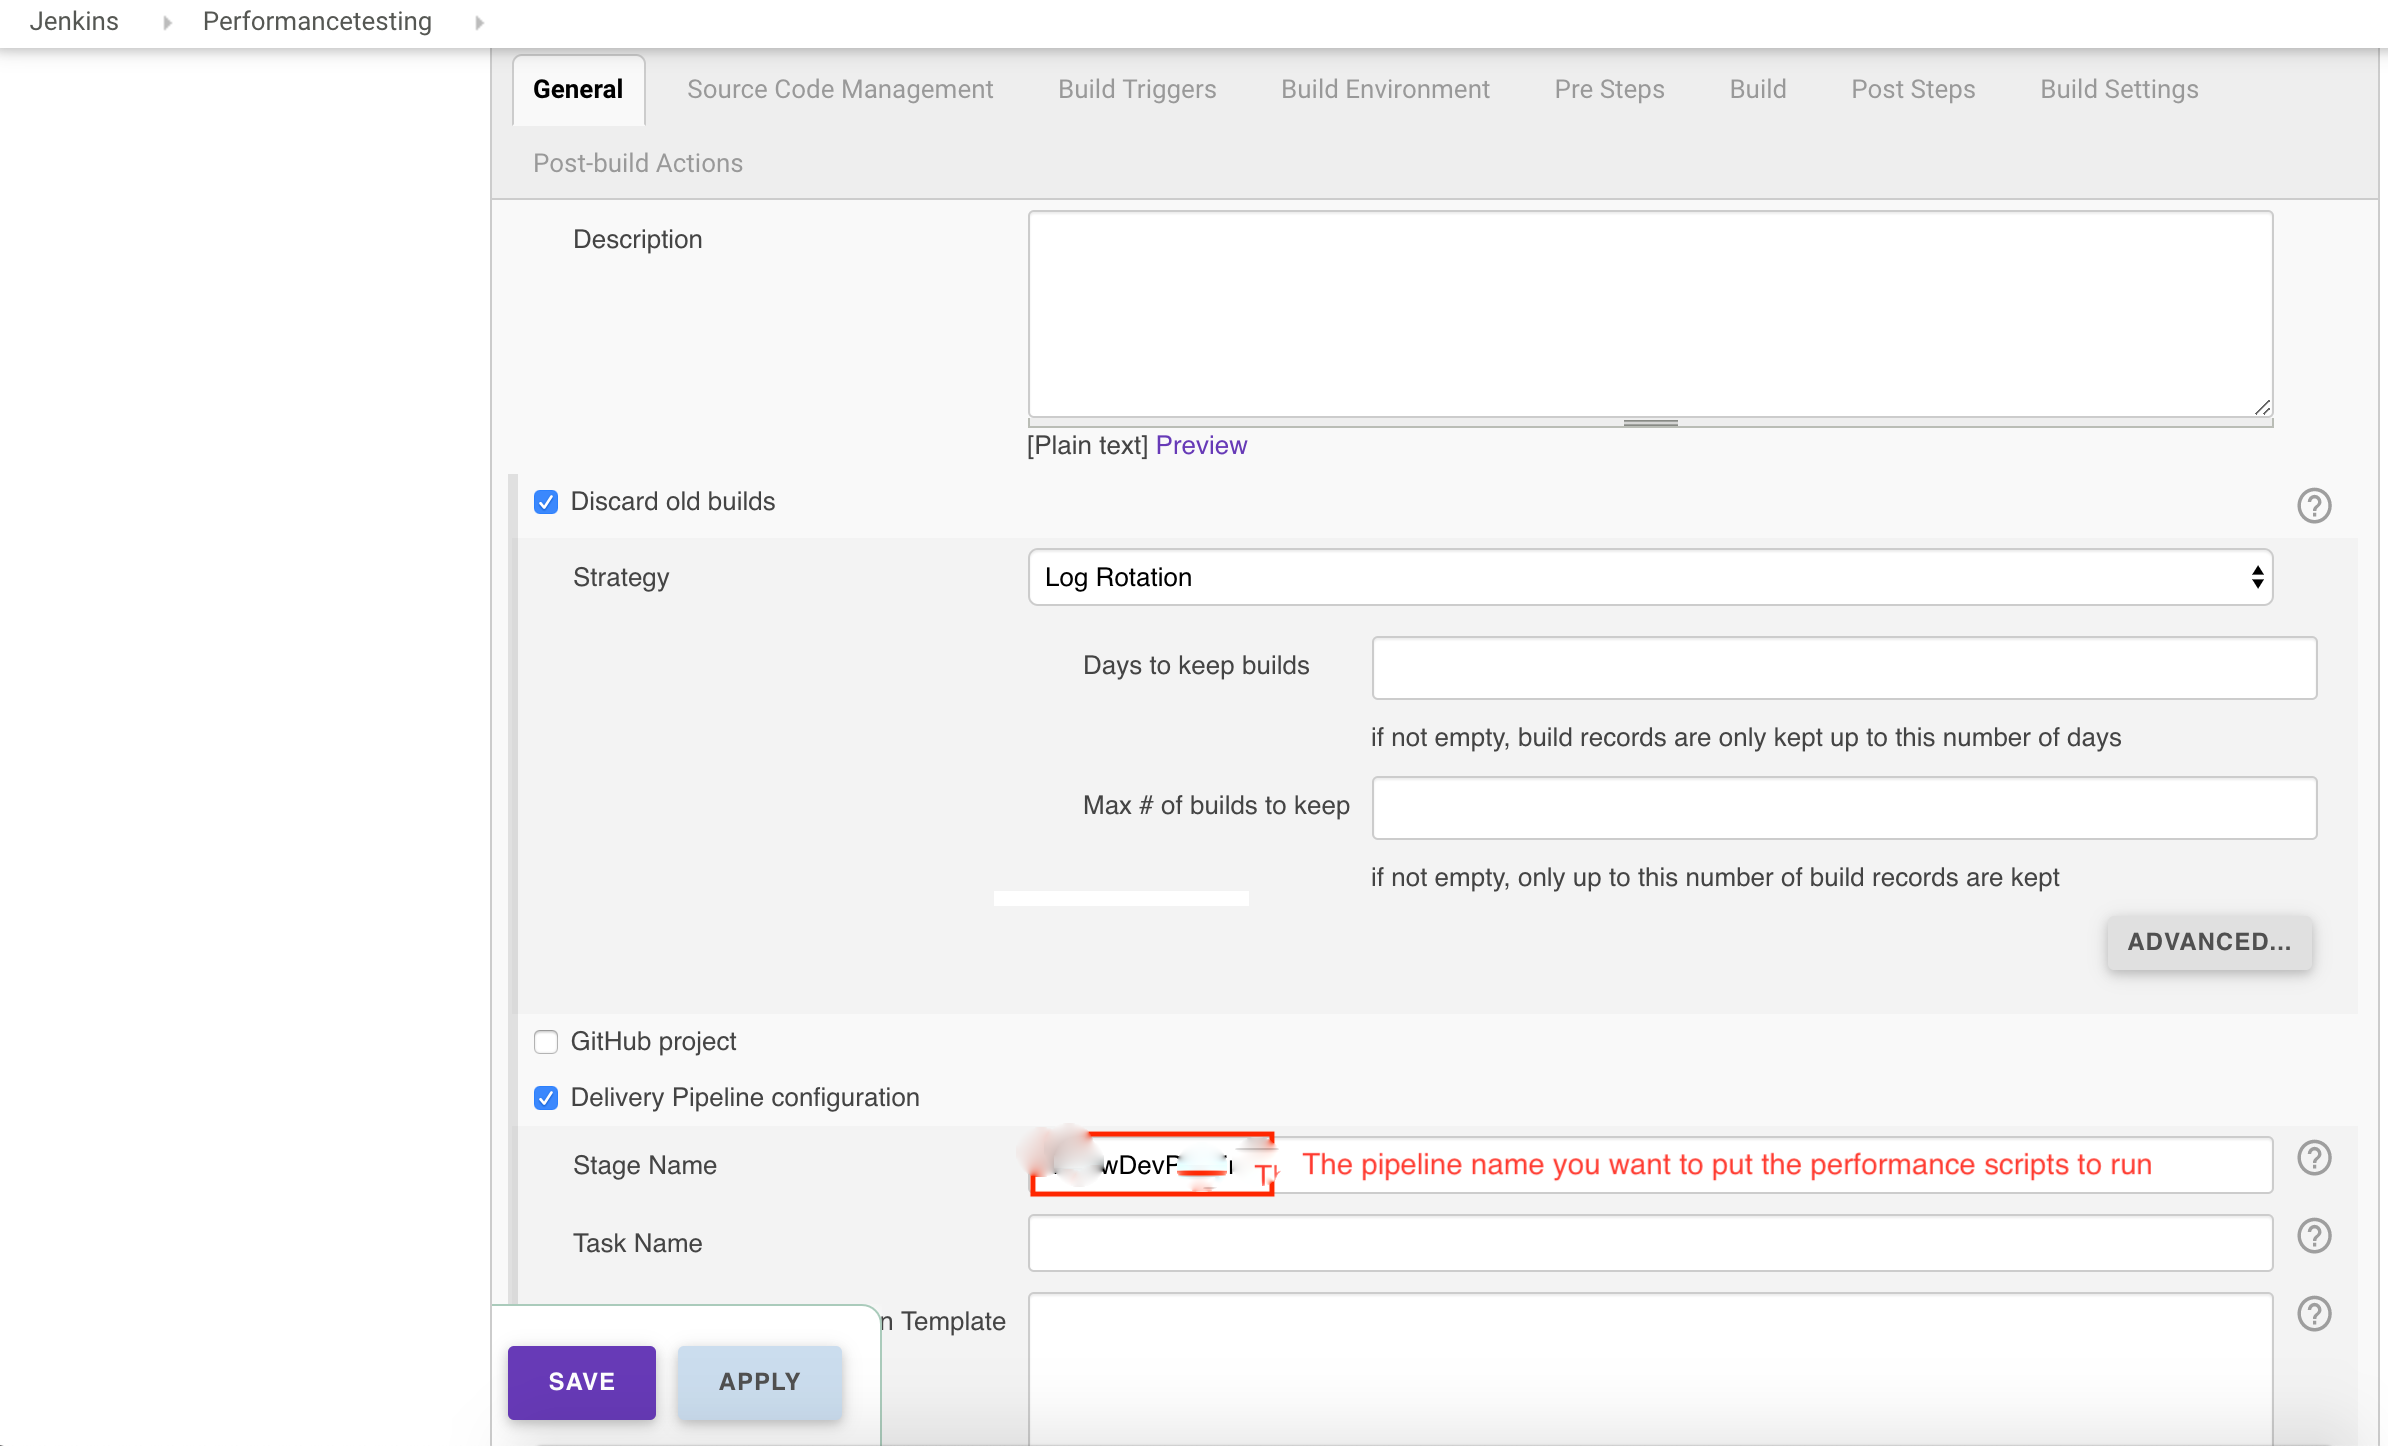 Jenkins Performancetesting
General Source Code Management Build Triggers Build Environment Pre Steps Build Post Steps Build Settings
Post-build Actions
Description
[Plain text] Preview
Discard old builds
Strategy Log Rotation
Days to keep builds
if not empty, build records are only kept up to this number of days
Max # of builds to keep
if not empty, only up to this number of build records are kept
ADVANCED...
GitHub project
Delivery Pipeline configuration
Stage Name The pipeline name you want to put the performance scripts to run
Task Name
Template
SAVE APPLY